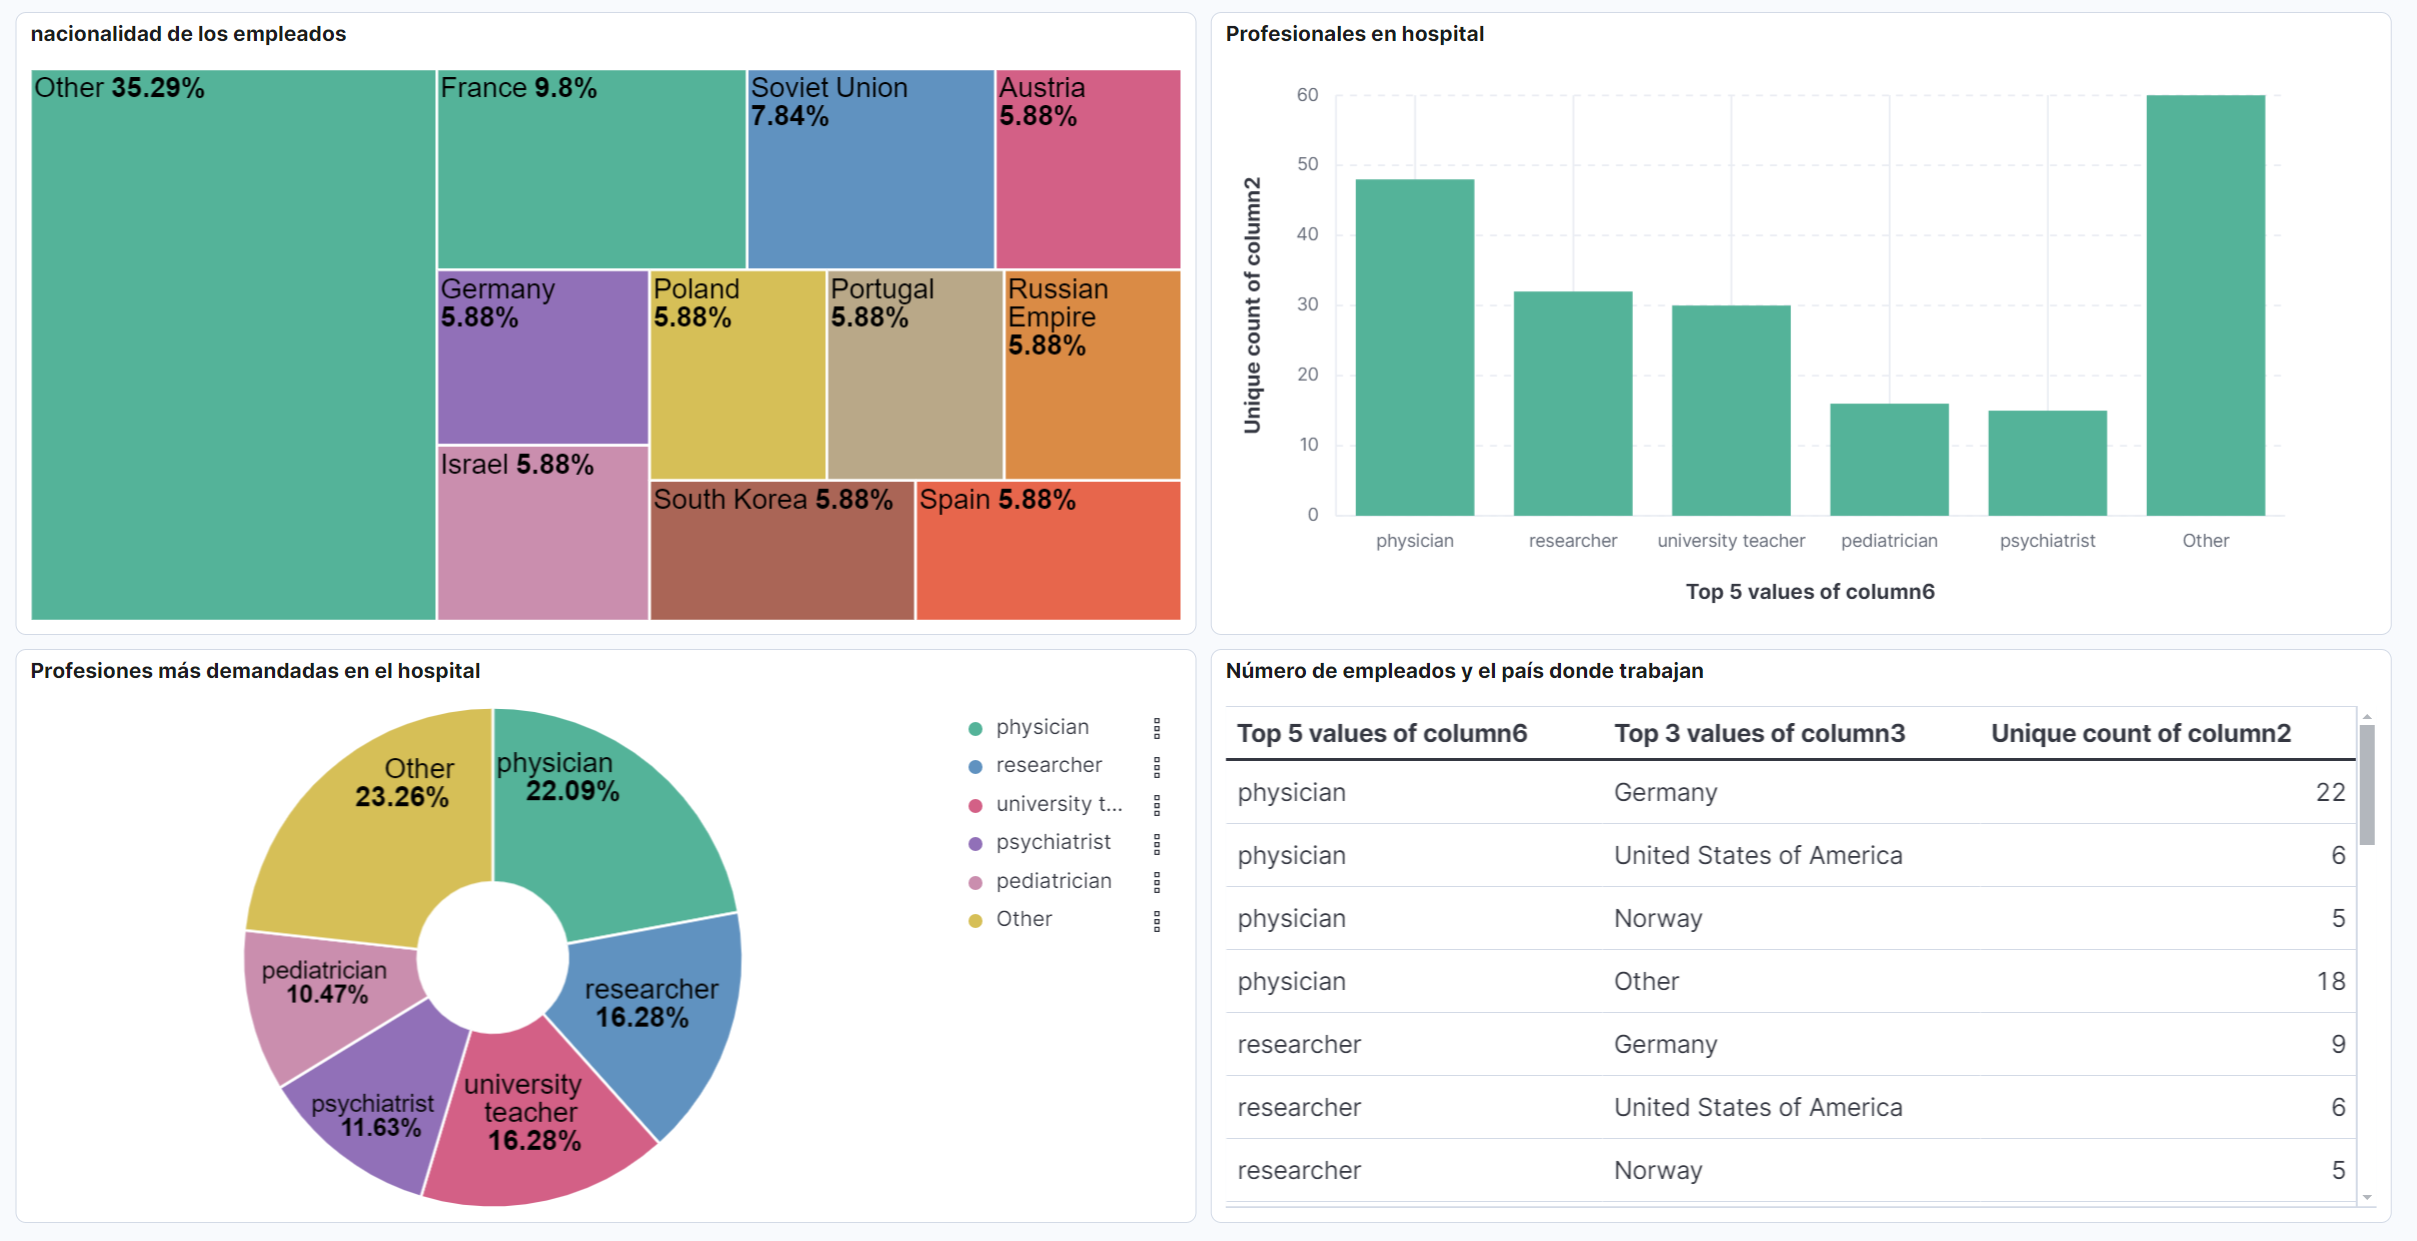 nacionalidad de los empleados
Other 35.29%
France 9.8%
Soviet Union
7.84%
Austria
5.88%
Germany
5.88%
Poland
5.88%
Portugal
5.88%
Russian
Empire
5.88%
Israel 5.88%
South Korea 5.88%
Spain 5.88%
Profesionales en hospital
Unique count of column2
60
50
40
30
20
10
0
physician
researcher
university teacher
pediatrician
psychiatrist
Other
Top 5 values of column6
Profesiones más demandadas en el hospital
Other
23.26%
physician
22.09%
researcher
16.28%
university
teacher
16.28%
psychiatrist
11.63%
pediatrician
10.47%
physician
researcher
university t...
psychiatrist
pediatrician
Other
Número de empleados y el país donde trabajan
Top 5 values of column6 Top 3 values of column3 Unique count of column2
physician Germany 22
physician United States of America 6
physician Norway 5
physician Other 18
researcher Germany 9
researcher United States of America 6
researcher Norway 5